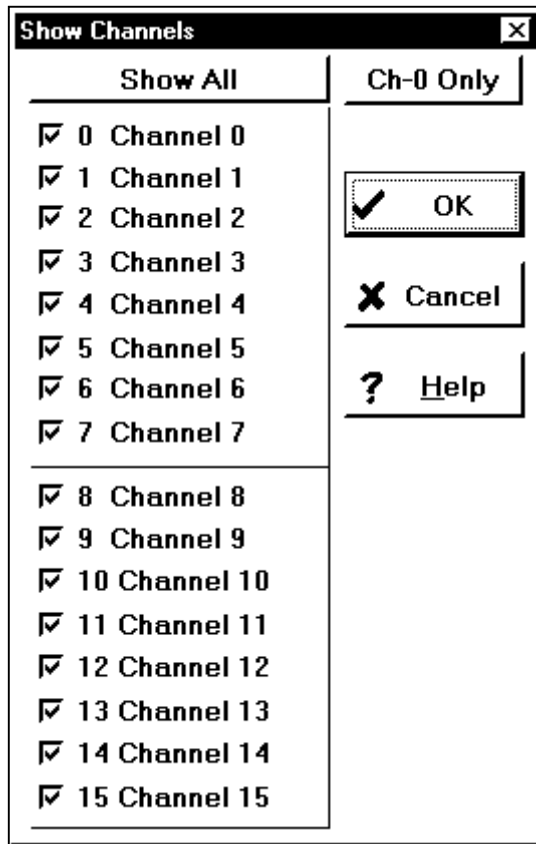 Show Channels
Show All
Ch-0 Only
0 Channel 0
1 Channel 1
2 Channel 2
3 Channel 3
4 Channel 4
5 Channel 5
6 Channel 6
7 Channel 7
8 Channel 8
9 Channel 9
10 Channel 10
11 Channel 11
12 Channel 12
13 Channel 13
14 Channel 14
15 Channel 15
OK
Cancel
? Help